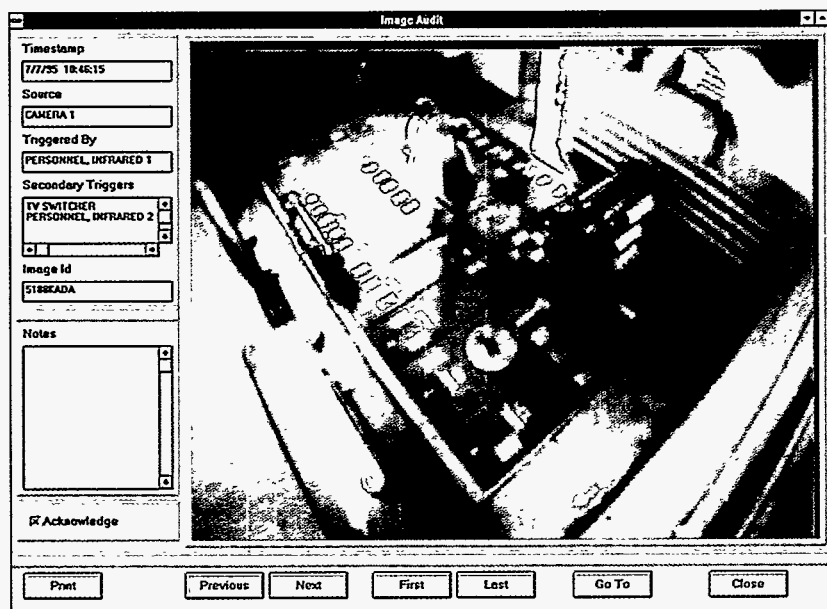 Image Audit
Timestamp
7/7/95 10:46:15
Source
CAMERA 1
Triggered By
PERSONNEL, INFRARED 1
Secondary Triggers
TV SWITCHER
PERSONNEL, INFRARED 2
Image Id
5188KADA
Notes
Acknowledge
Print
Previous
Next
First
Last
Go To
Close